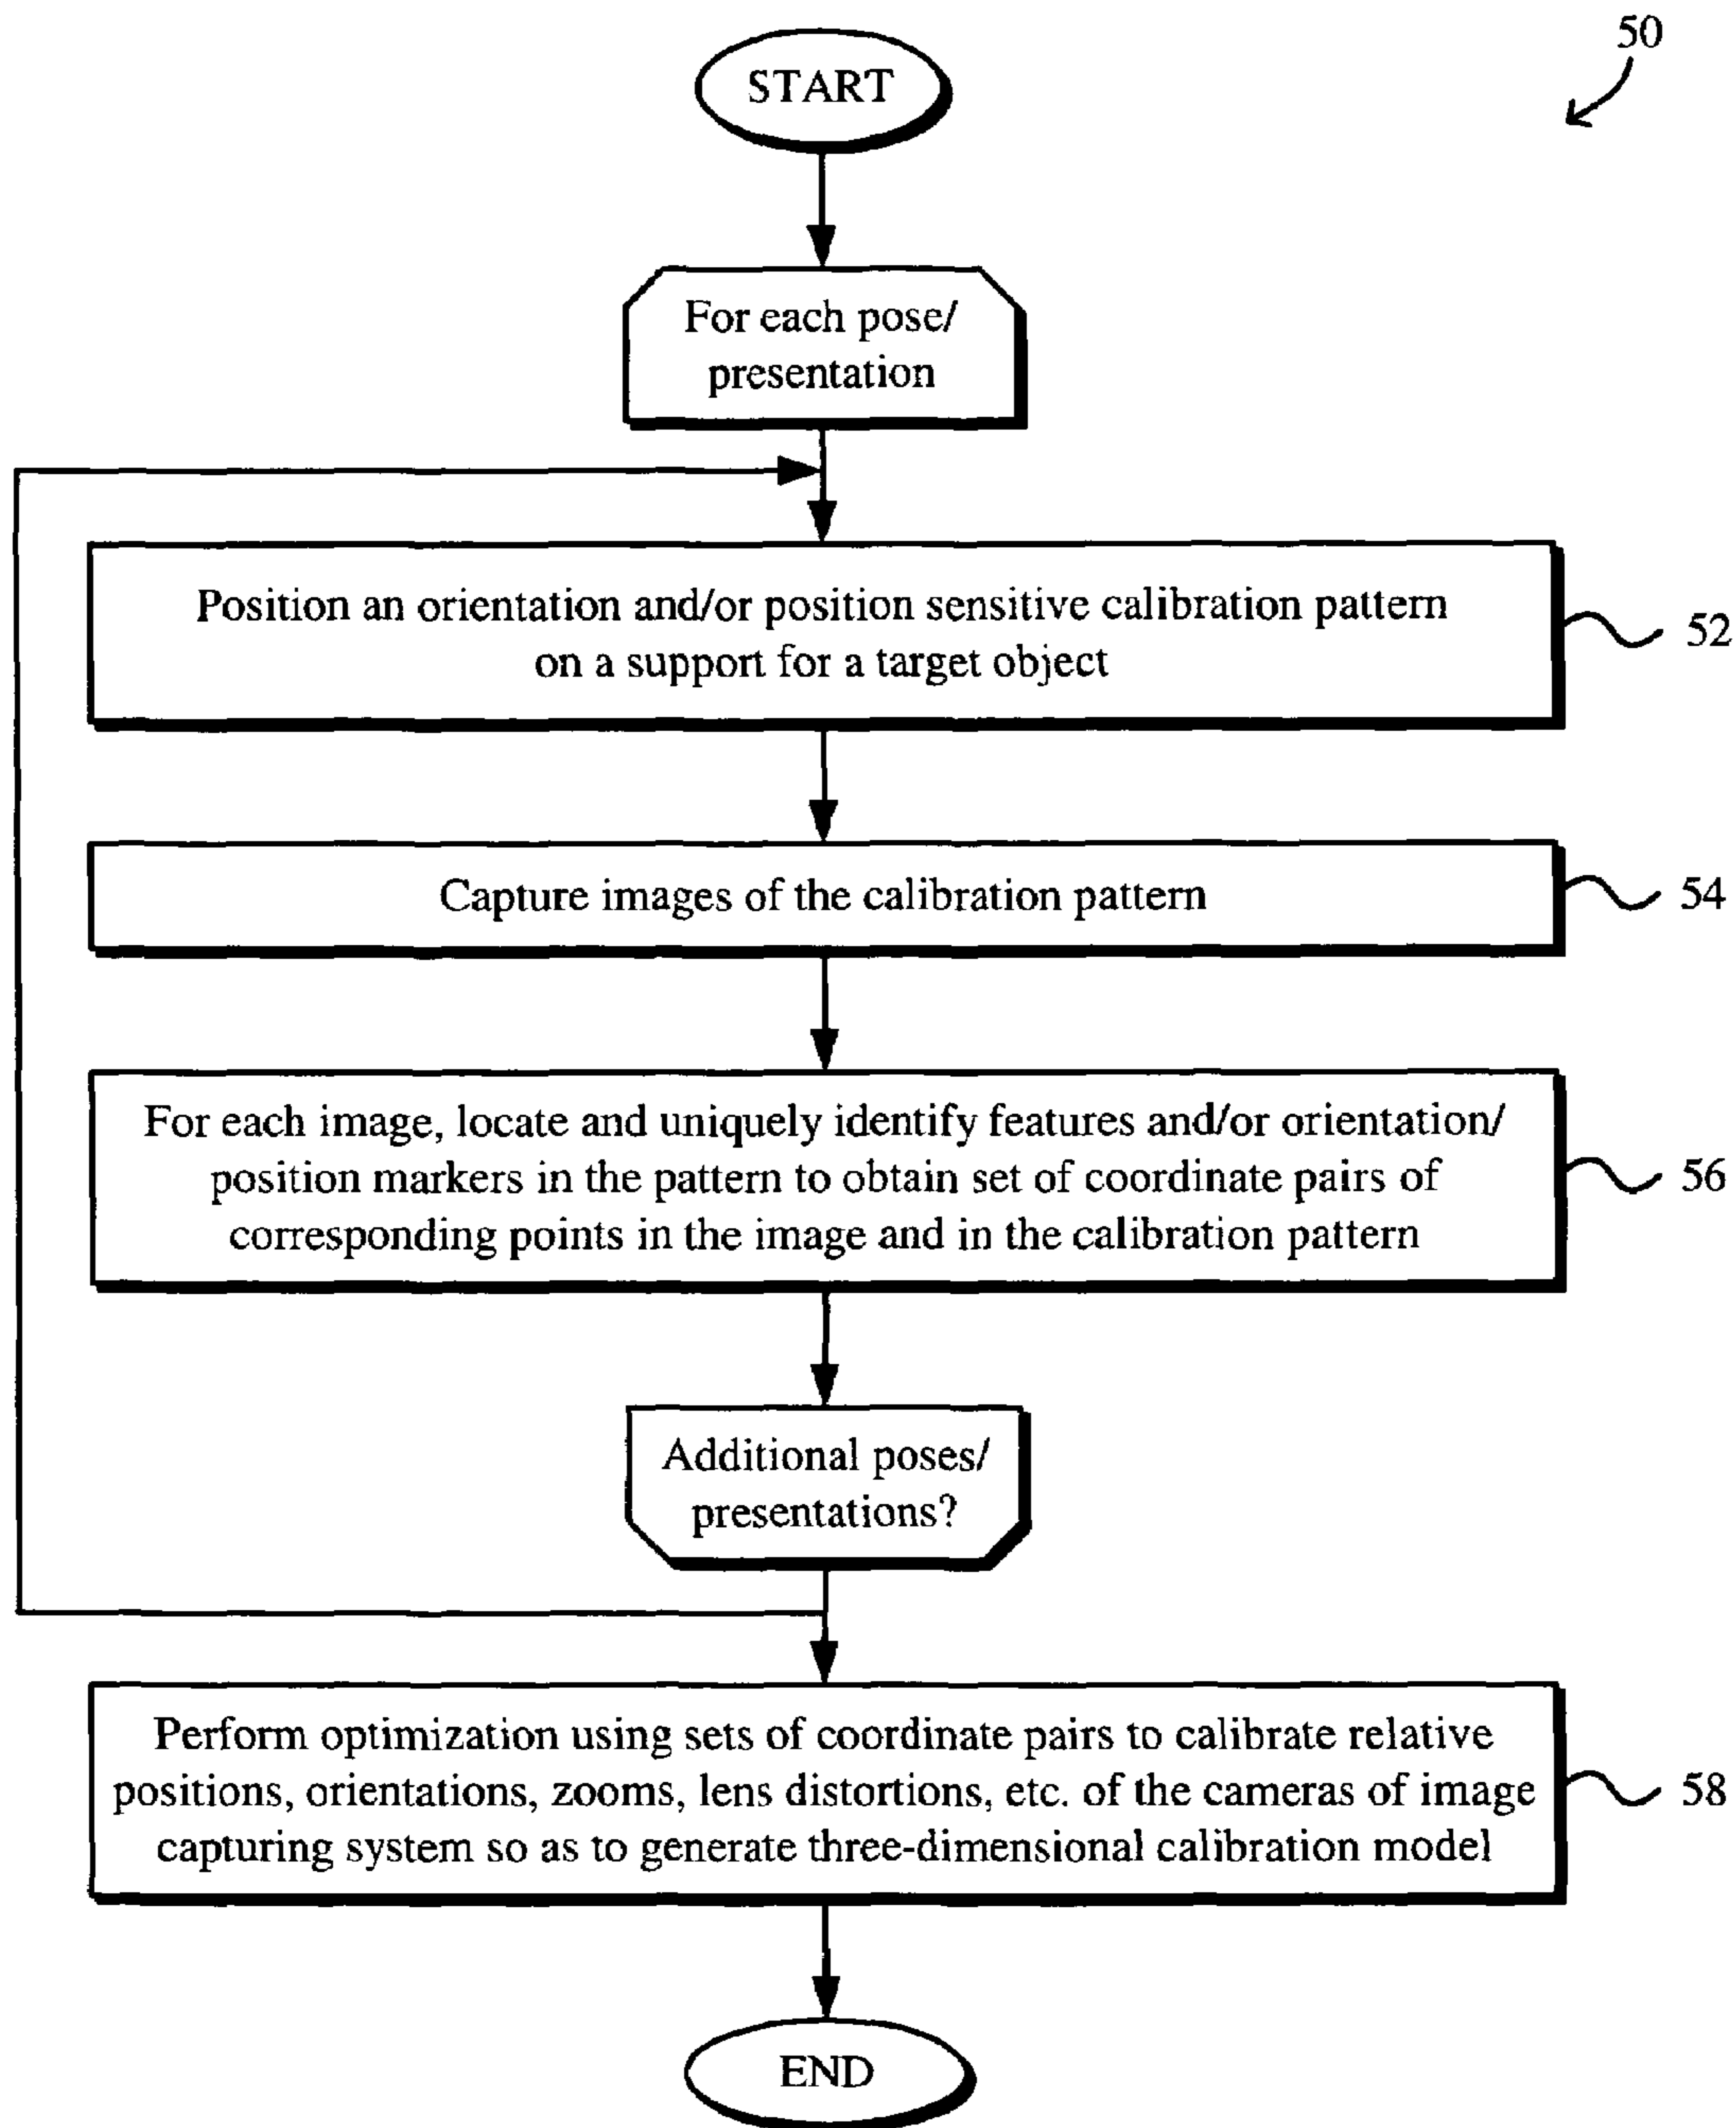 50
START
For each pose/
presentation
Position an orientation and/or position sensitive calibration pattern
on a support for a target object
52
Capture images of the calibration pattern
54
For each image, locate and uniquely identify features and/or orientation/
position markers in the pattern to obtain set of coordinate pairs of
corresponding points in the image and in the calibration pattern
56
Additional poses/
presentations?
Perform optimization using sets of coordinate pairs to calibrate relative
positions, orientations, zooms, lens distortions, etc. of the cameras of image
capturing system so as to generate three-dimensional calibration model
58
END